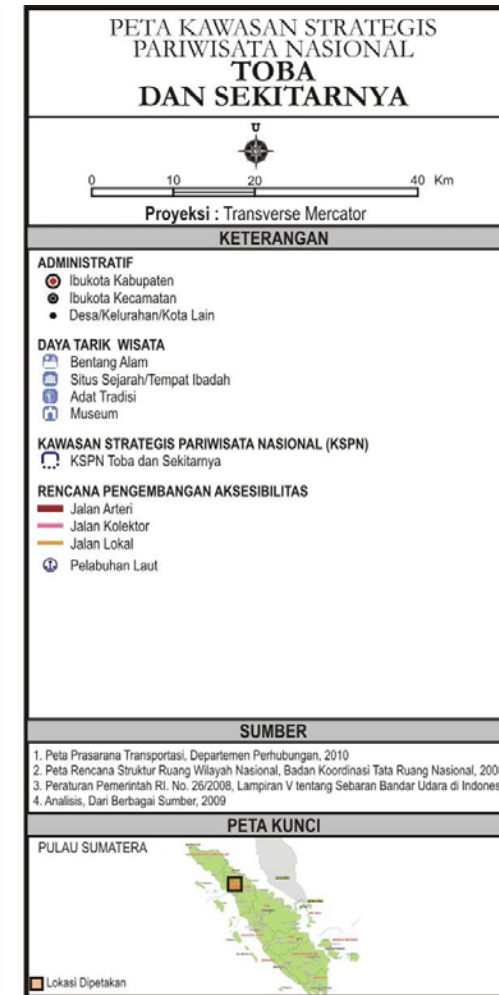 PETA KAWASAN STRATEGIS
PARIWISATA NASIONAL
TOBA
DAN SEKITARNYA
U
0 10 20 40 Km
Proyeksi : Transverse Mercator
KETERANGAN
ADMINISTRATIF
Ibukota Kabupaten
Ibukota Kecamatan
Desa/Kelurahan/Kota Lain
DAYA TARIK WISATA
Bentang Alam
Situs Sejarah/Tempat Ibadah
Adat Tradisi
Museum
KAWASAN STRATEGIS PARIWISATA NASIONAL (KSPN)
KSPN Toba dan Sekitarnya
RENCANA PENGEMBANGAN AKSESIBILITAS
Jalan Arteri
Jalan Kolektor
Jalan Lokal
Pelabuhan Laut
SUMBER
1. Peta Prasarana Transportasi, Departemen Perhubungan, 2010
2. Peta Rencana Struktur Ruang Wilayah Nasional, Badan Koordinasi Tata Ruang Nasional, 200
3. Peraturan Pemerintah RI. No. 26/2008, Lampiran V tentang Sebaran Bandar Udara di Indones
4. Analisis, Dari Berbagai Sumber, 2009
PETA KUNCI
PULAU SUMATERA
Lokasi Dipetakan